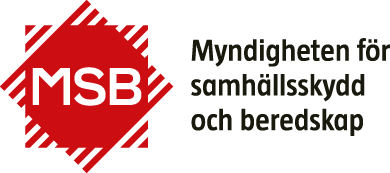 MSB
Myndigheten för
samhällsskydd
och beredskap